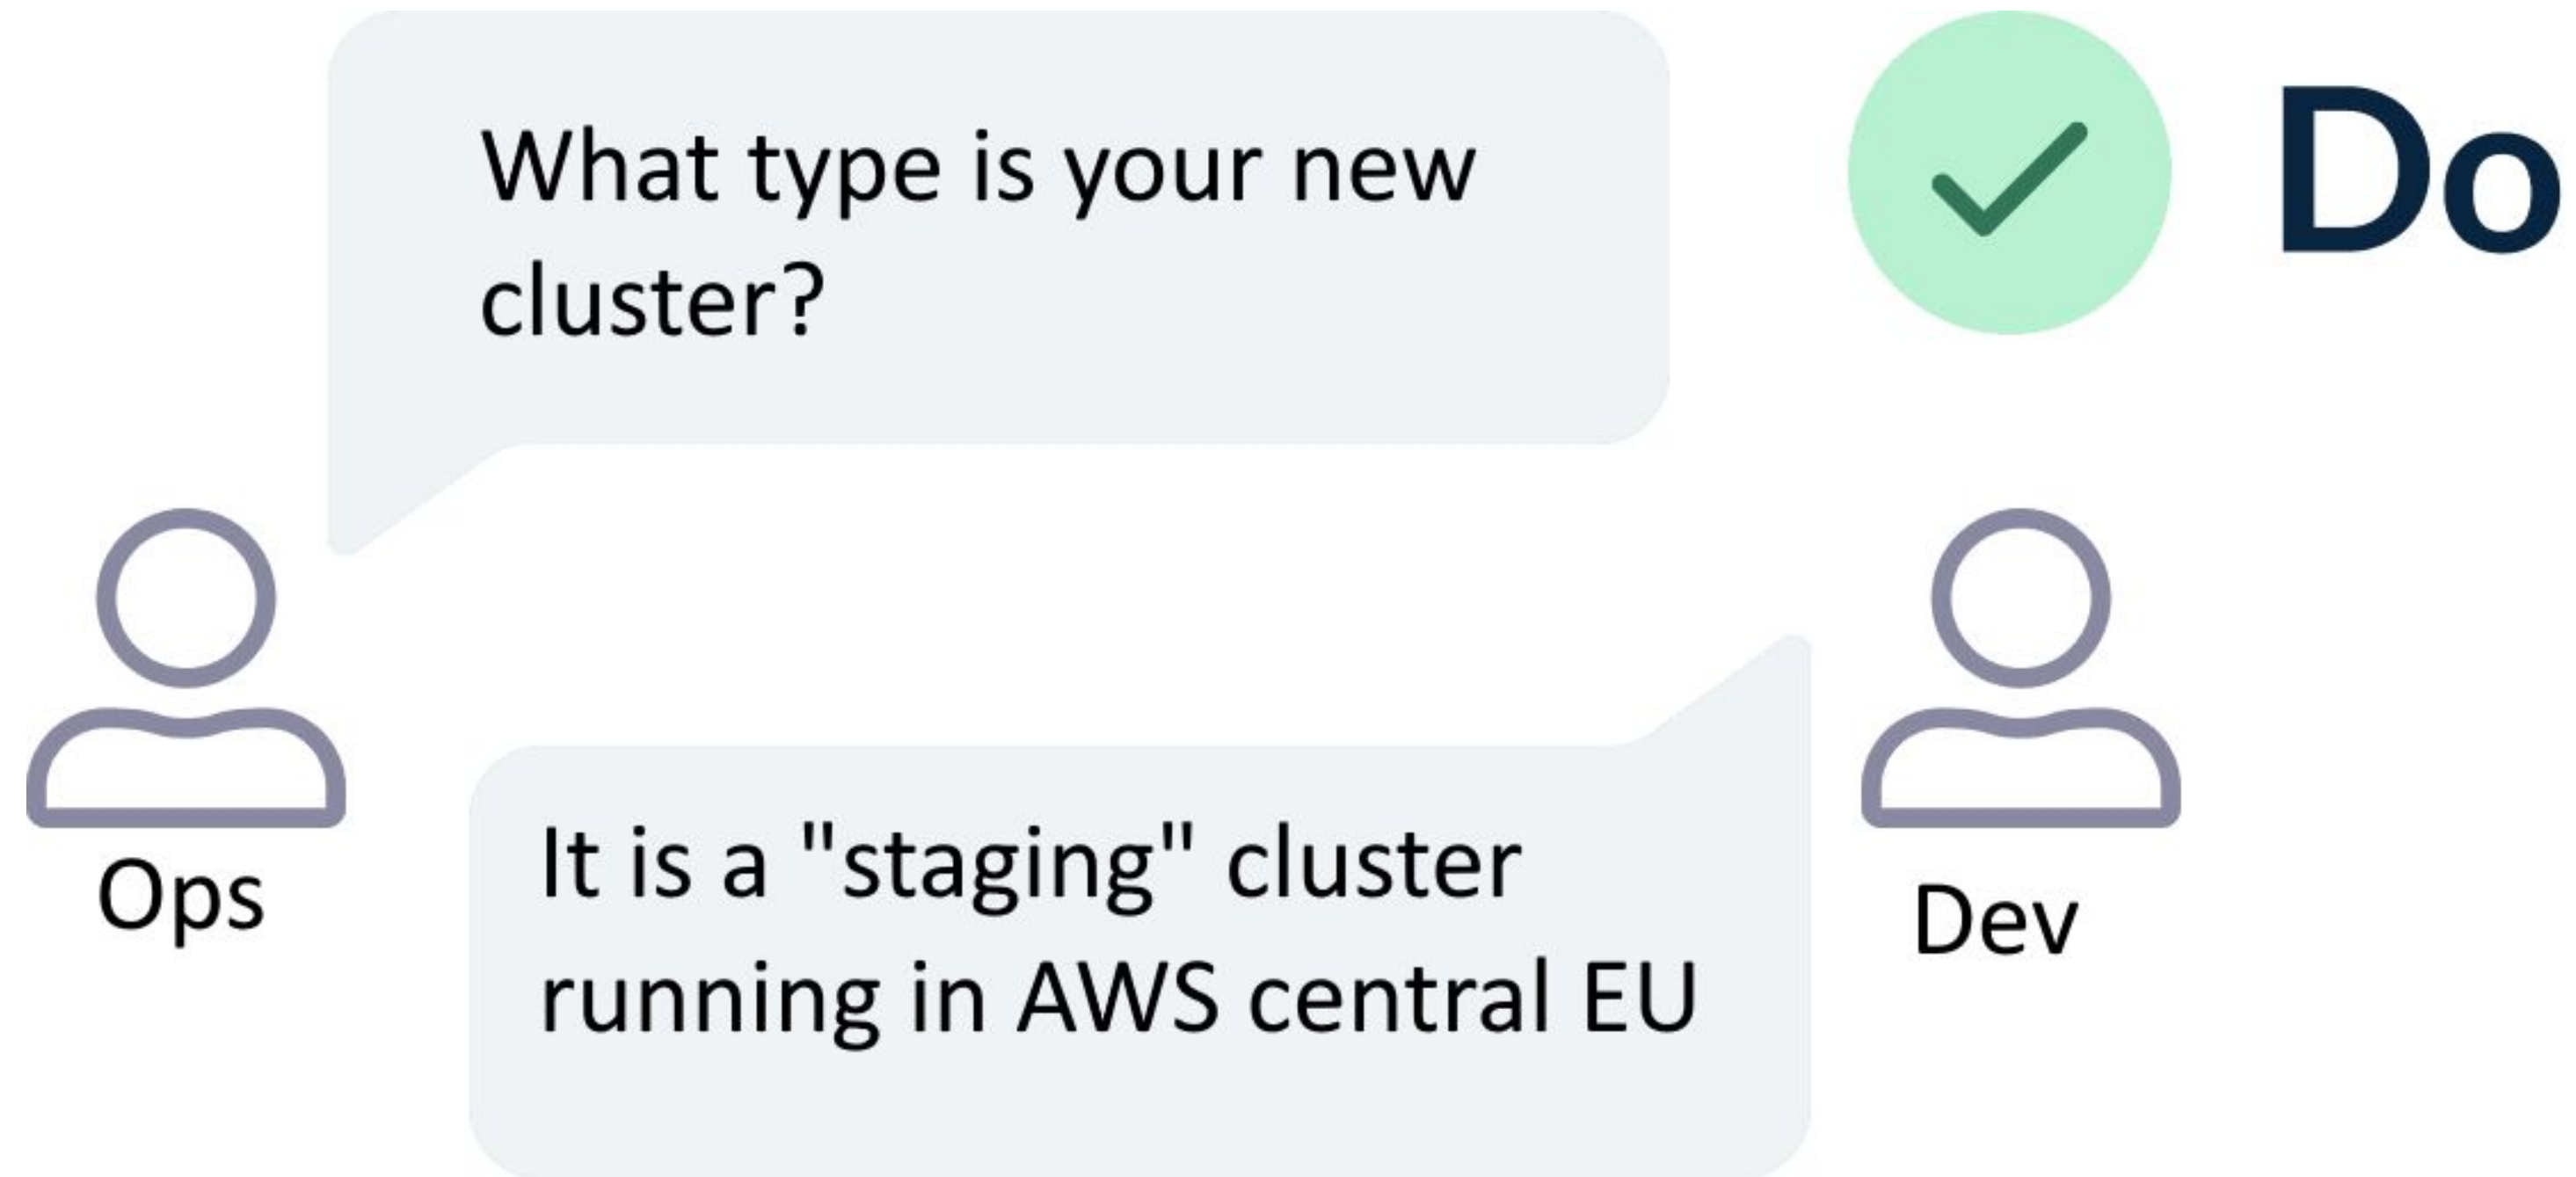 What type is your new
cluster?
Do
Ops
Dev
It is a "staging" cluster
running in AWS central EU